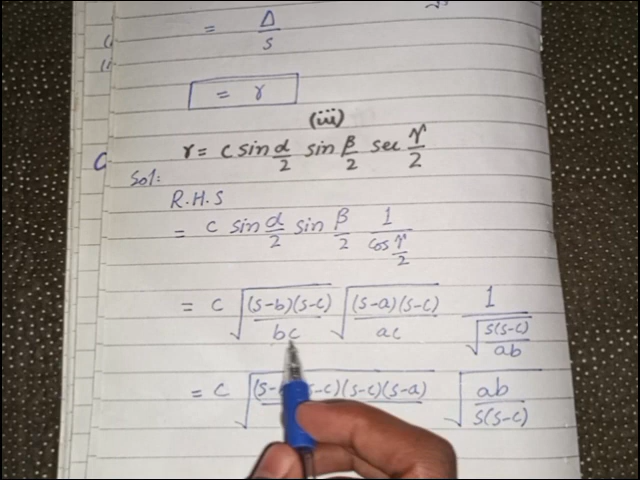 = Δ/s
= r
(iii)
r = c sin α/2 sin β/2 sec γ/2
Sol:
R.H.S
= c sin α/2 sin β/2 1/cos γ/2
= c √((s-b)(s-c)/bc) √((s-a)(s-c)/ac) 1/√(s(s-c)/ab)
= c √((s- -c)(s-c)(s-a) √(ab/s(s-c))